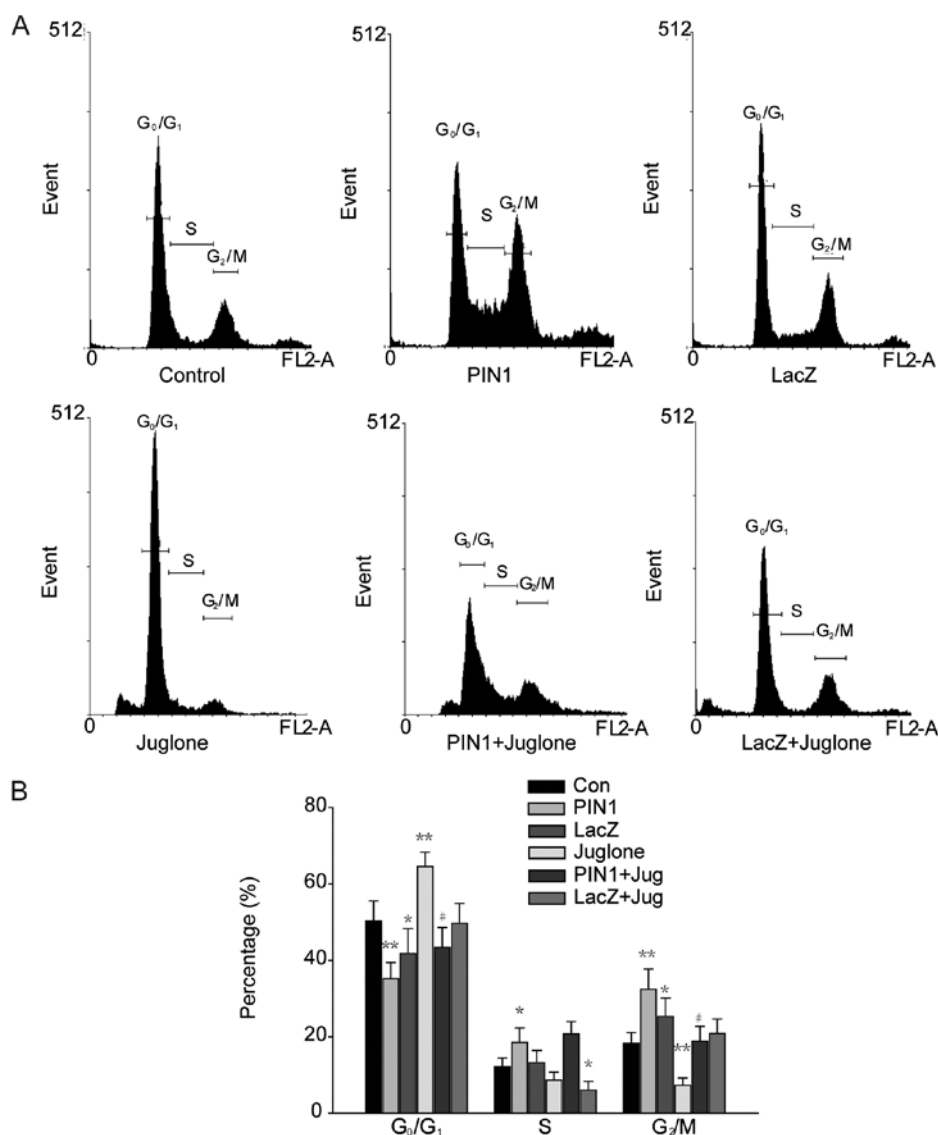 A
512
512
512
G₀/G₁
S
G₂/M
Event
0
FL2-A
Control
G₀/G₁
S
G₂/M
Event
0
FL2-A
PIN1
G₀/G₁
S
G₂/M
Event
0
FL2-A
LacZ
512
G₀/G₁
S
G₂/M
Event
0
FL2-A
Juglone
512
G₀/G₁
S
G₂/M
Event
0
FL2-A
PIN1+Juglone
512
G₀/G₁
S
G₂/M
Event
0
FL2-A
LacZ+Juglone
B
Con
PIN1
LacZ
Juglone
PIN1+Jug
LacZ+Jug
Percentage (%)
80
60
40
20
0
** * ** #
* *
** * ** #
G₀/G₁ S G₂/M